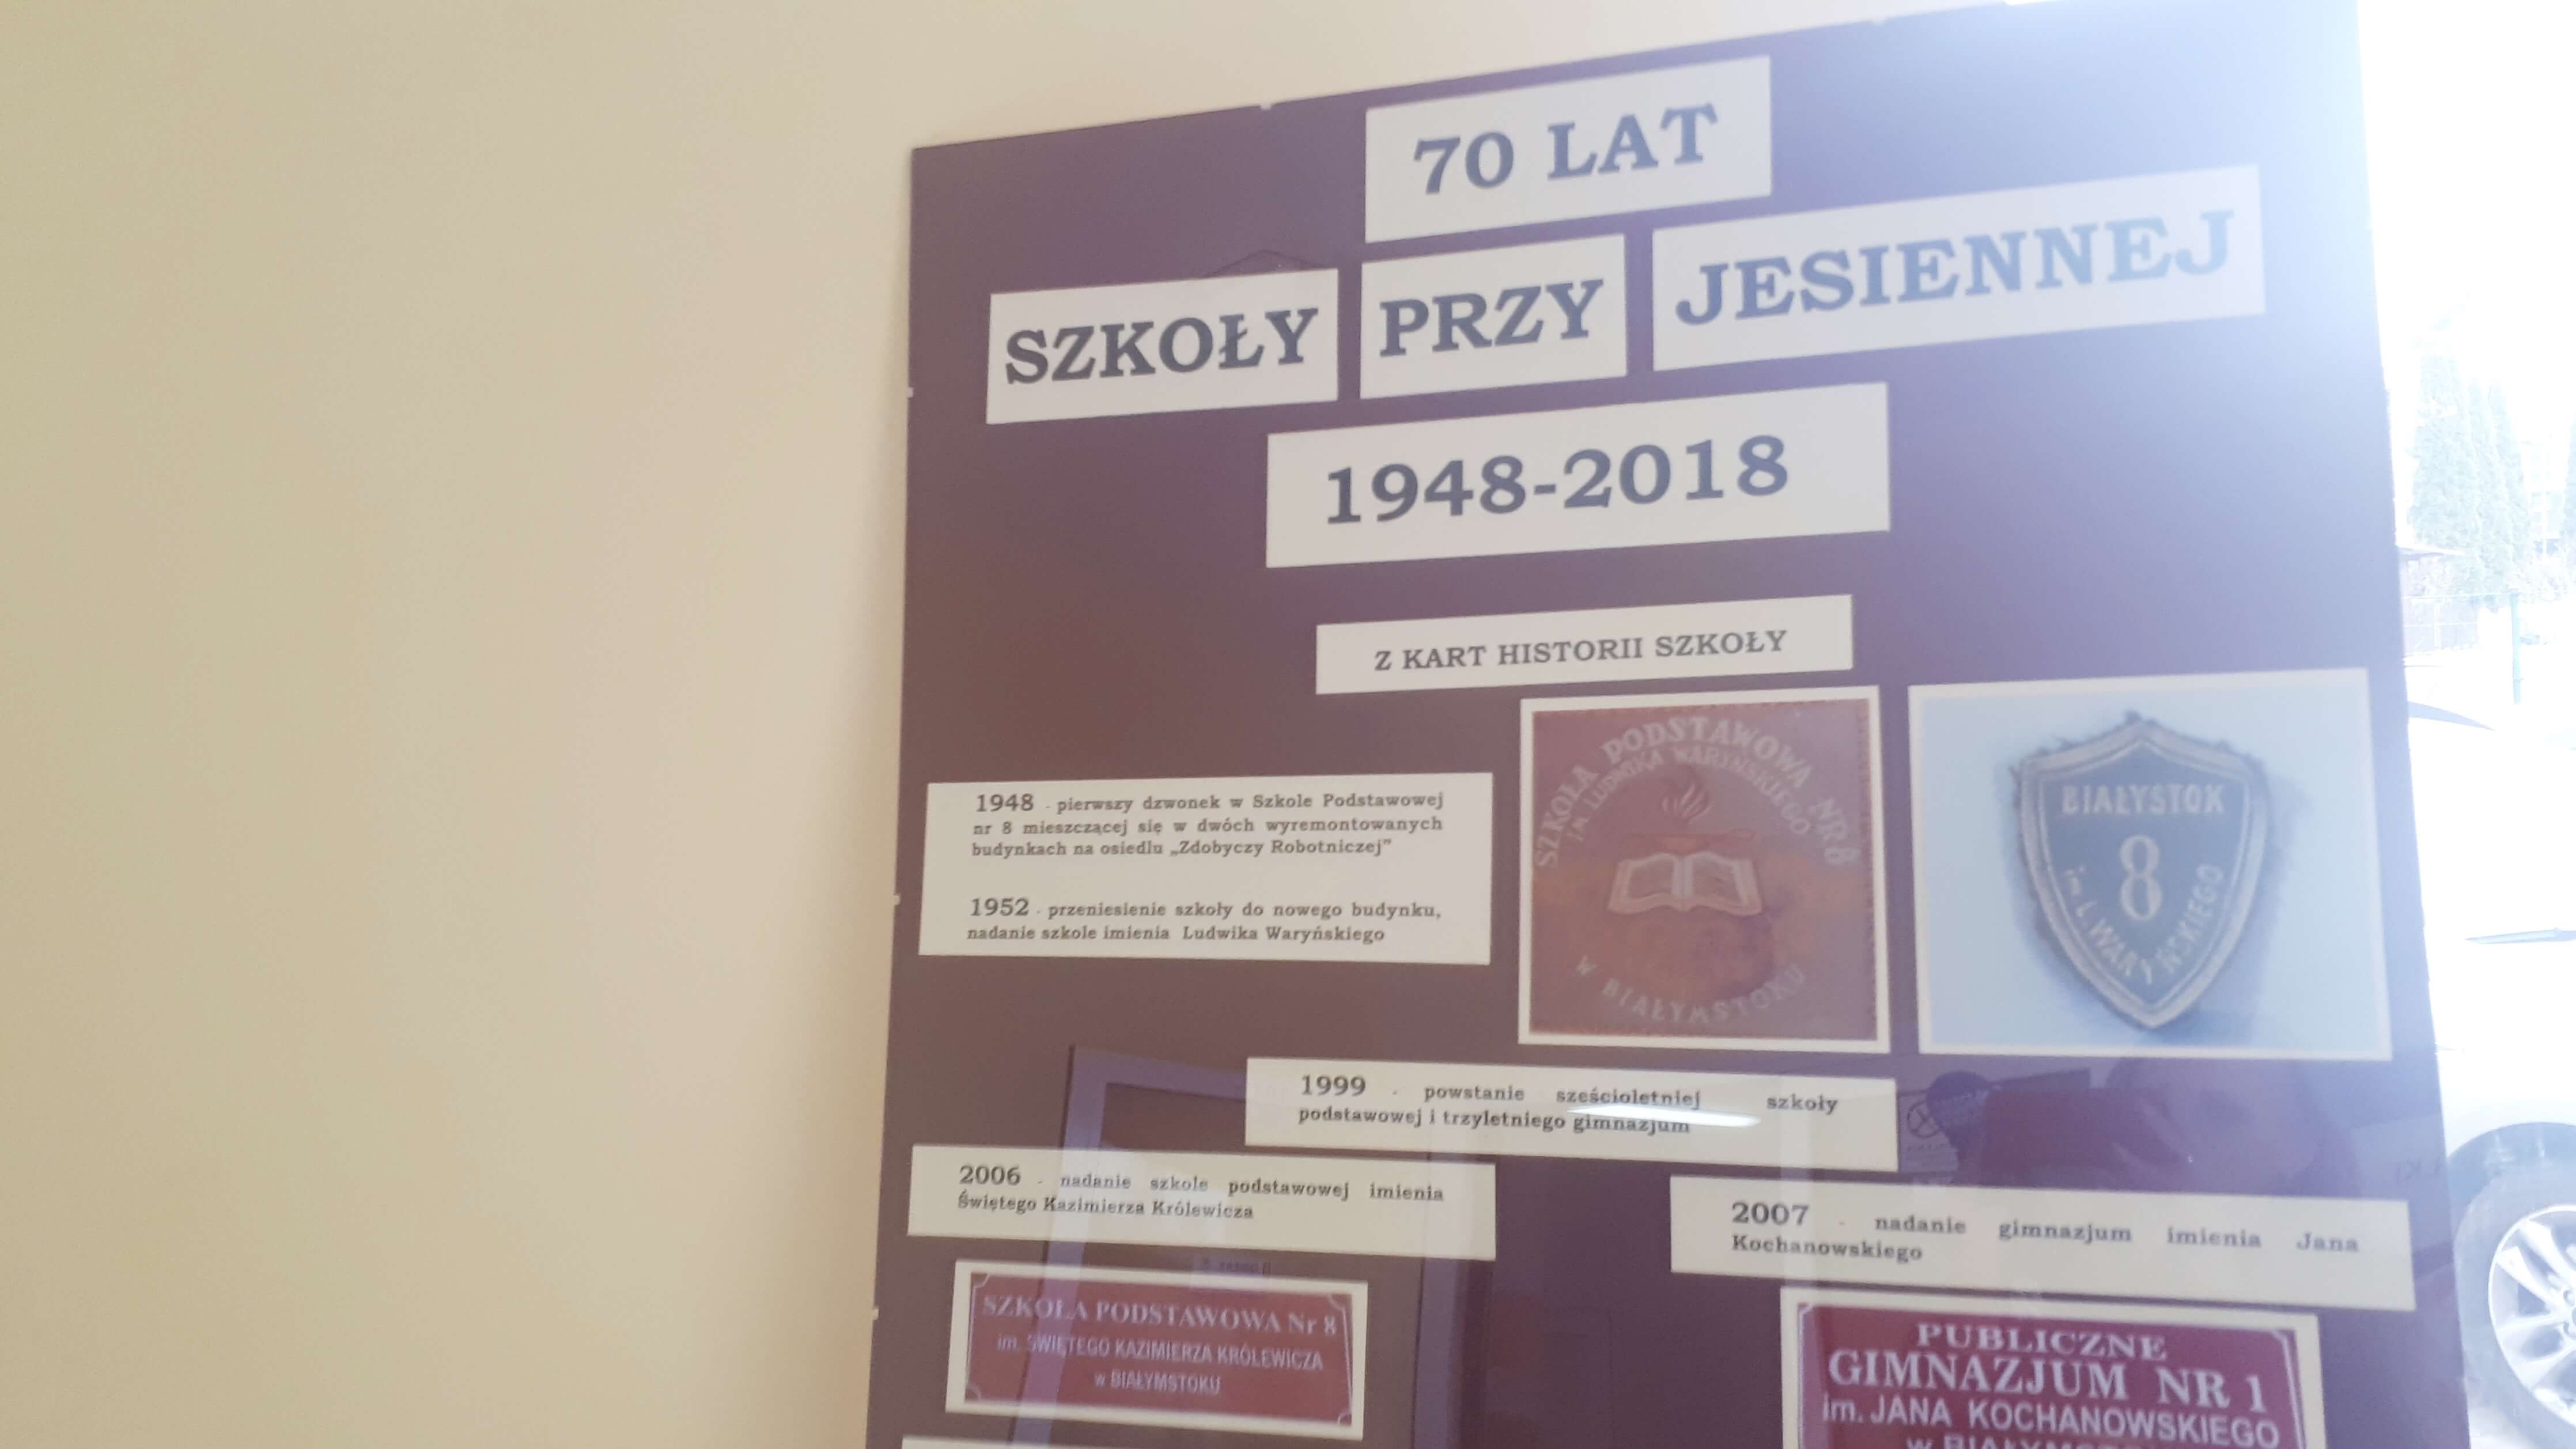 70 LAT
SZKOŁY PRZY JESIENNEJ
1948-2018
Z KART HISTORII SZKOŁY
1948 - pierwszy dzwonek w Szkole Podstawowej
nr 8 mieszczącej się w dwóch wyremontowanych
budynkach na osiedlu „Zdobyczy Robotniczej”
1952 - przeniesienie szkoły do nowego budynku,
nadanie szkole imienia Ludwika Waryńskiego
SZKOŁA PODSTAWOWA NR 8
IM. LUDWIKA WARYŃSKIEGO
W BIAŁYMSTOKU
BIAŁYSTOK
8
im. L. WARYŃSKIEGO
1999 - powstanie sześcioletniej szkoły
podstawowej i trzyletniego gimnazjum
2006 - nadanie szkole podstawowej imienia
Świętego Kazimierza Królewicza
2007 - nadanie gimnazjum imienia Jana
Kochanowskiego
SZKOŁA PODSTAWOWA Nr 8
im. ŚWIĘTEGO KAZIMIERZA KRÓLEWICZA
w BIAŁYMSTOKU
PUBLICZNE
GIMNAZJUM NR 1
im. JANA KOCHANOWSKIEGO